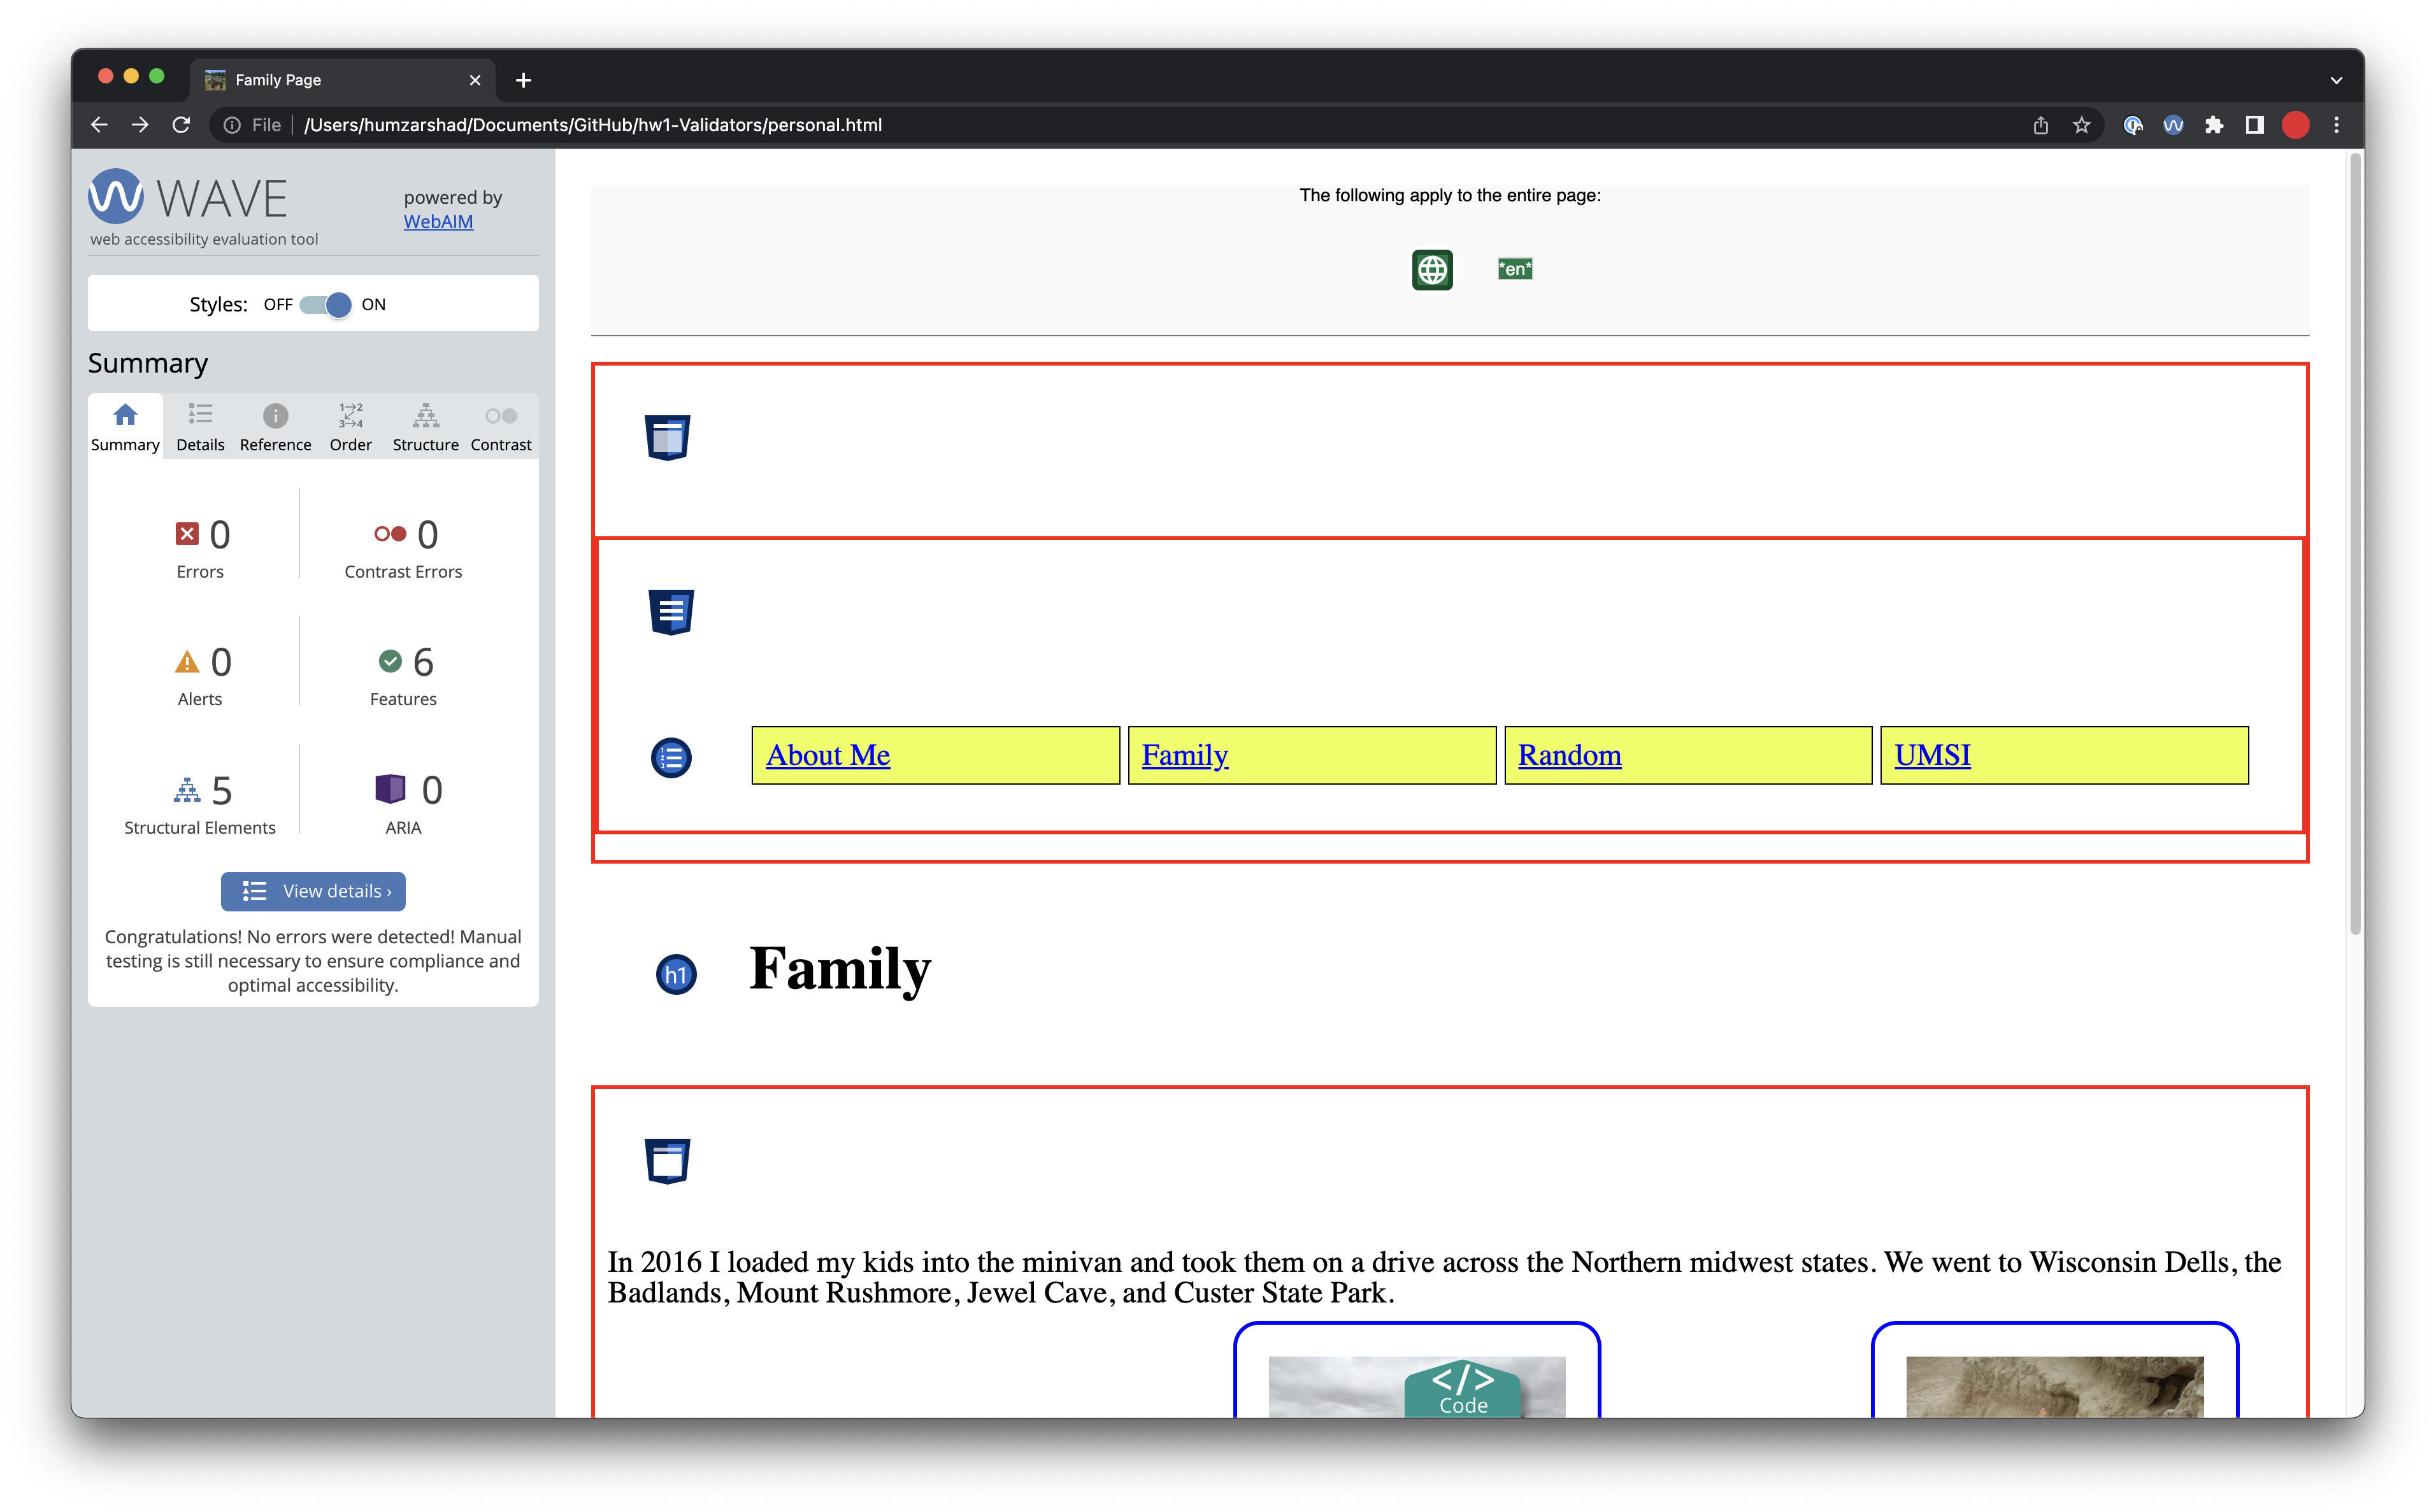 Family Page
File /Users/humzarshad/Documents/GitHub/hw1-Validators/personal.html
WAVE
powered by
WebAIM
web accessibility evaluation tool
Styles: OFF ON
Summary
Summary Details Reference Order Structure Contrast
0 0
Errors Contrast Errors
0 6
Alerts Features
5 0
Structural Elements ARIA
View details ›
Congratulations! No errors were detected! Manual
testing is still necessary to ensure compliance and
optimal accessibility.
The following apply to the entire page:
*en*
About Me Family Random UMSI
h1 Family
In 2016 I loaded my kids into the minivan and took them on a drive across the Northern midwest states. We went to Wisconsin Dells, the
Badlands, Mount Rushmore, Jewel Cave, and Custer State Park.
</>
Code